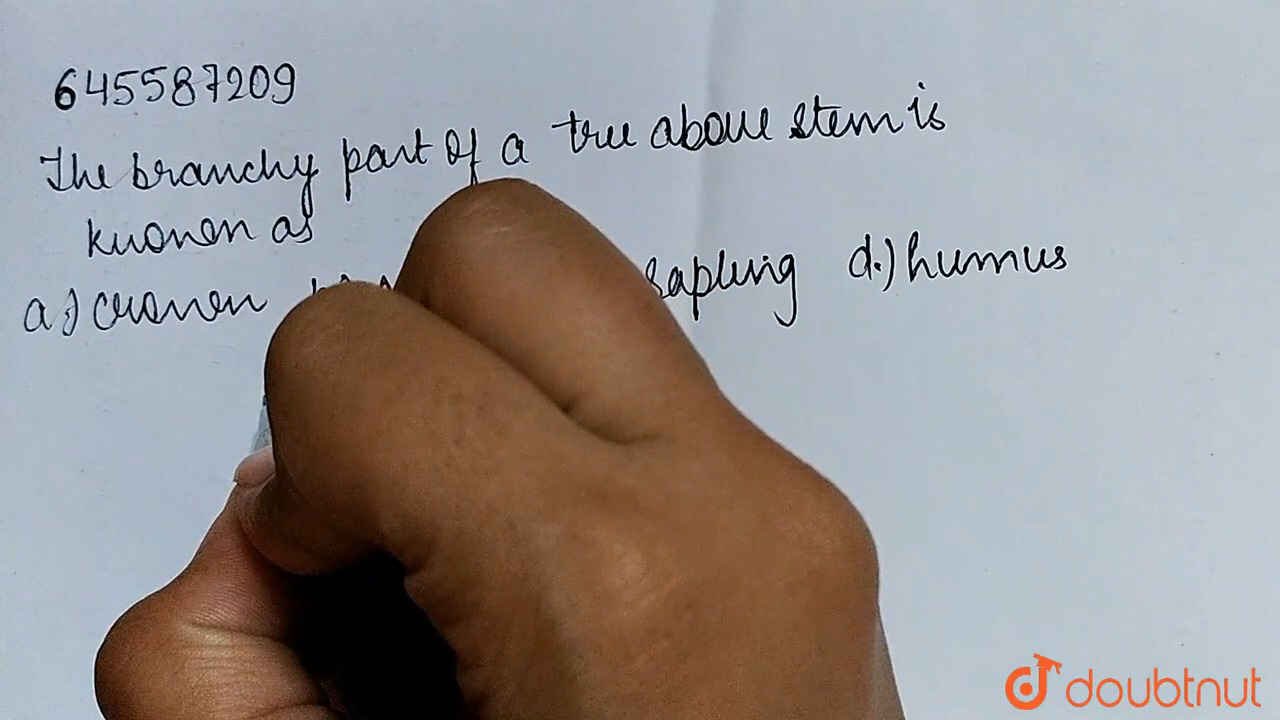 645587209
The branchy part of a tree above stem is
known as
a.) crown sapling d.) humus
doubtnut